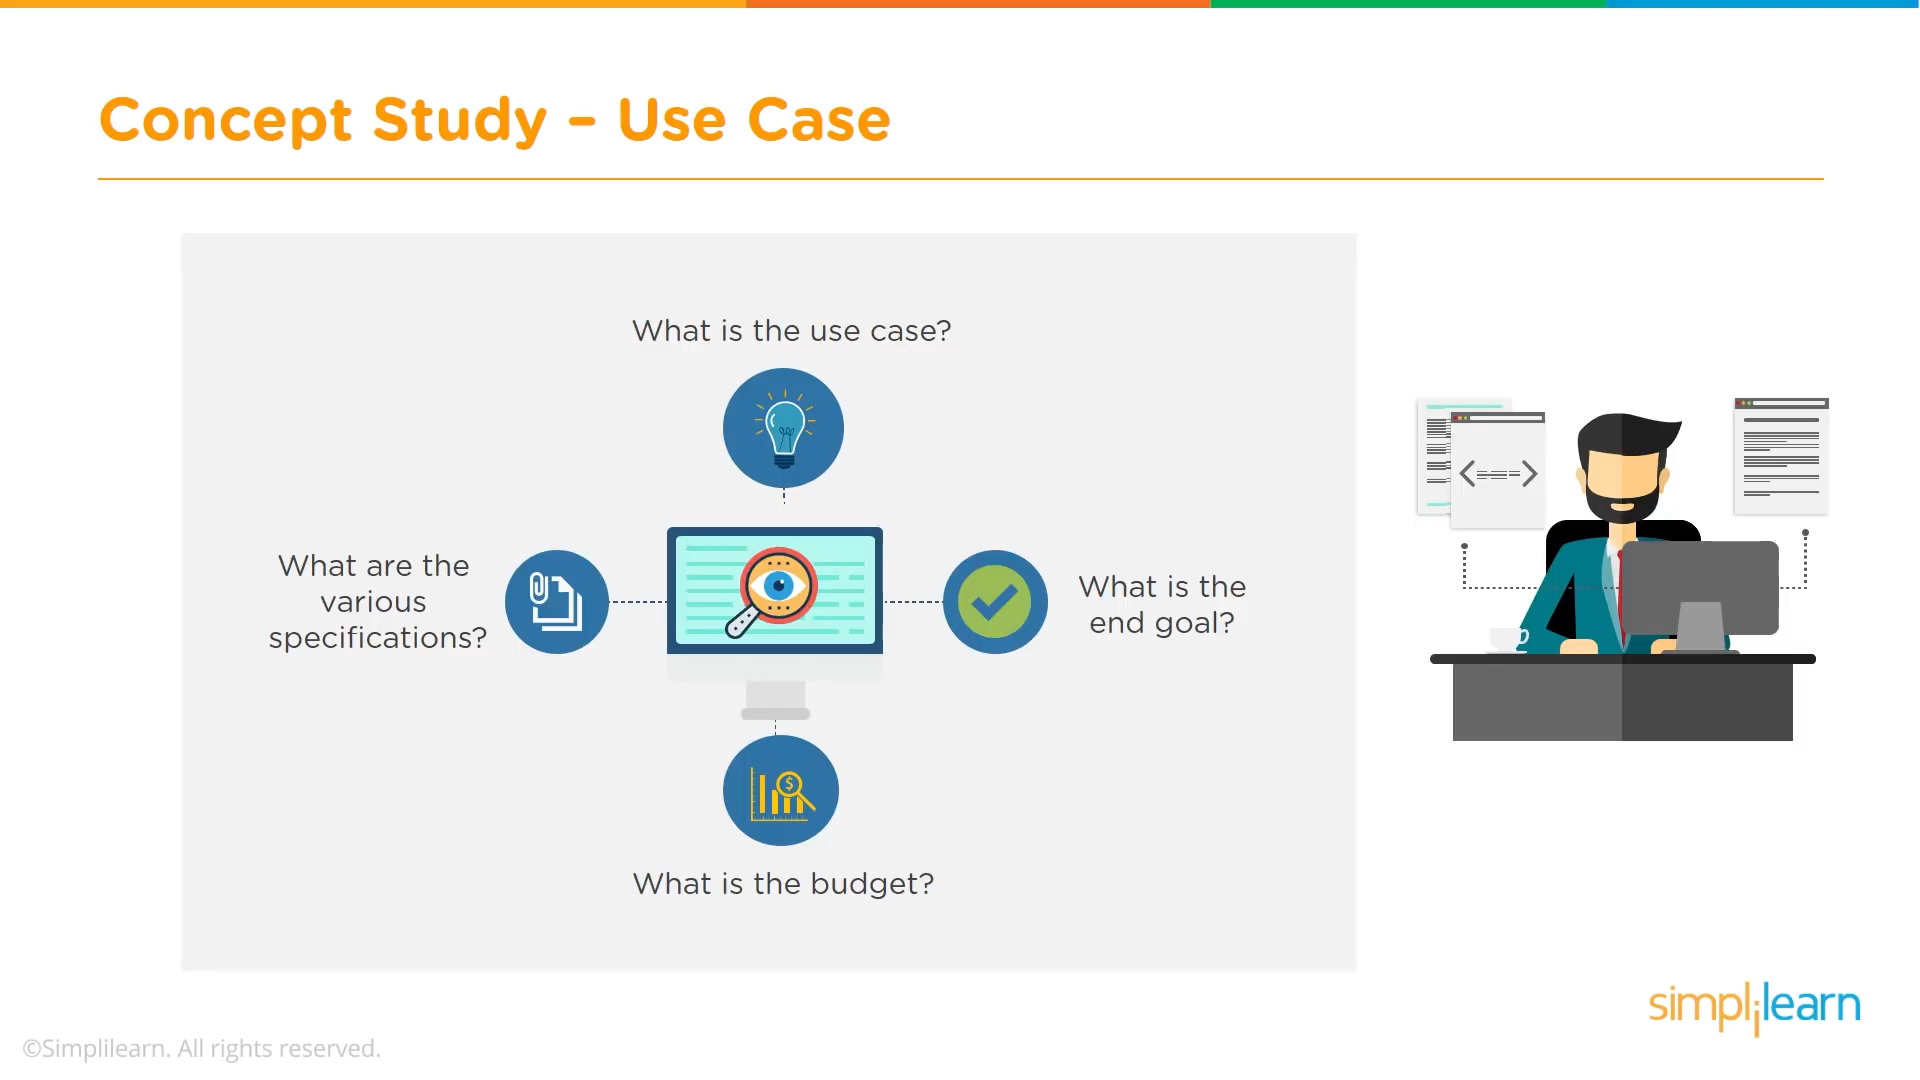 Concept Study – Use Case
What is the use case?
What are the
various
specifications?
What is the
end goal?
$
What is the budget?
simplilearn
©Simplilearn. All rights reserved.